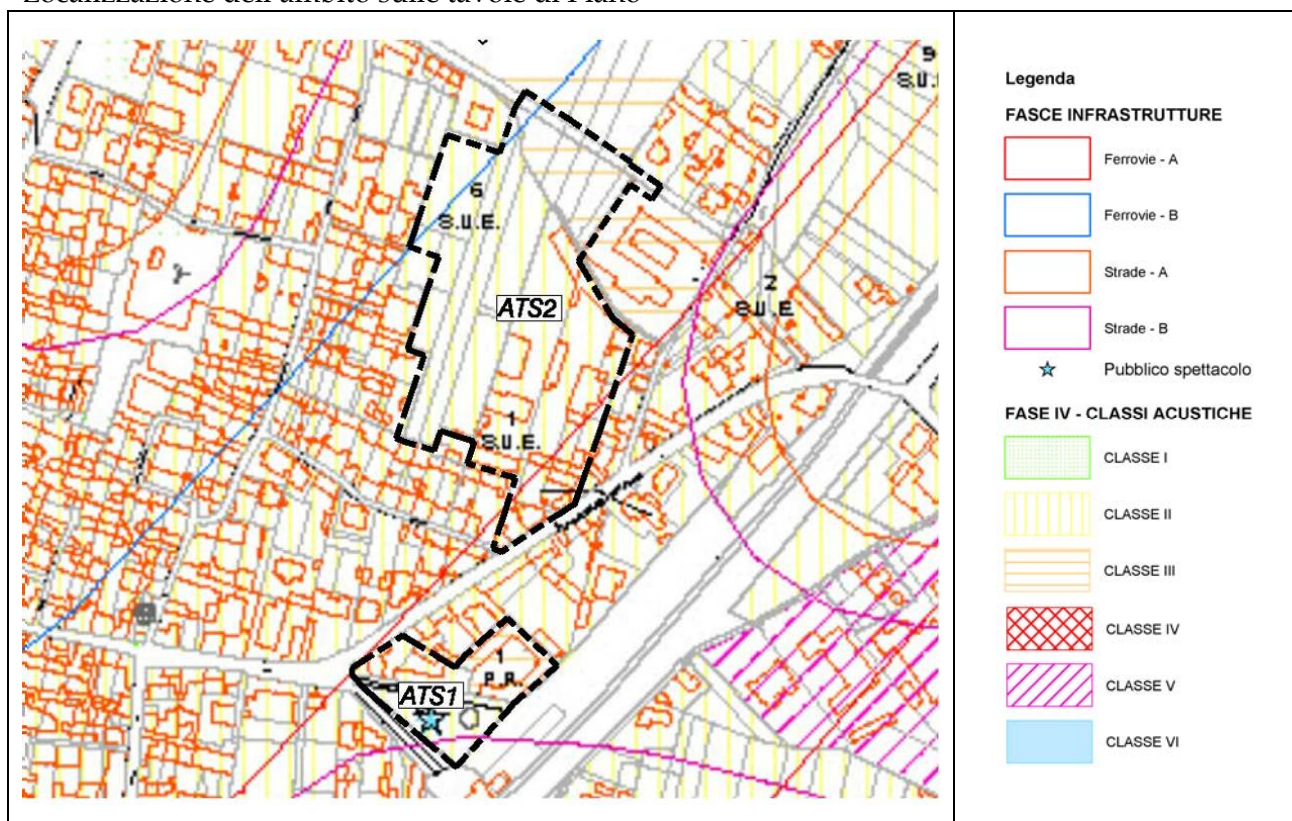 Localizzazione dell'ambito sulle tavole di Piano
9
S.U.E.
6
S.U.E.
2
S.U.E
ATS2
1
S.U.E.
1
P.R.
ATS1
Legenda
FASCE INFRASTRUTTURE
Ferrovie - A
Ferrovie - B
Strade - A
Strade - B
Pubblico spettacolo
FASE IV - CLASSI ACUSTICHE
CLASSE I
CLASSE II
CLASSE III
CLASSE IV
CLASSE V
CLASSE VI